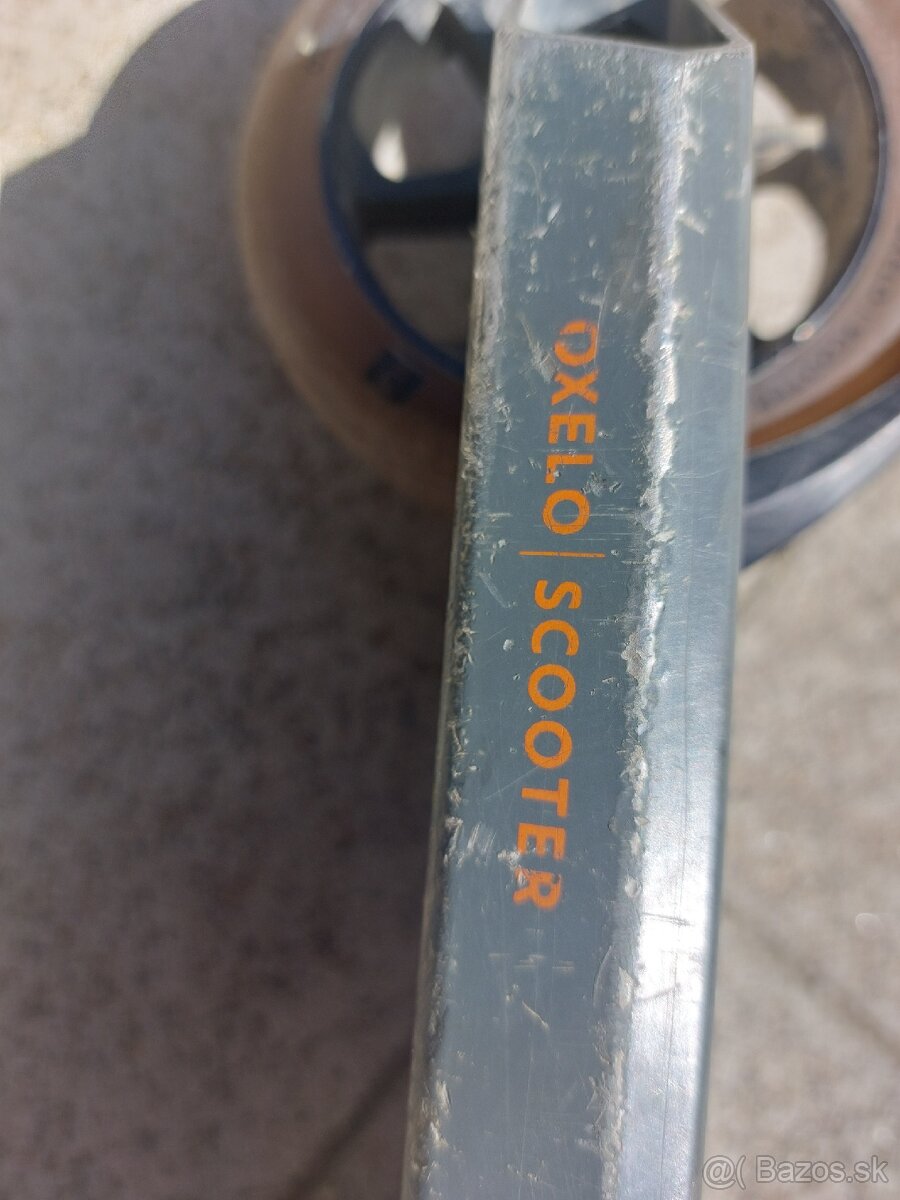 OXELO | SCOOTER
@( Bazos.sk